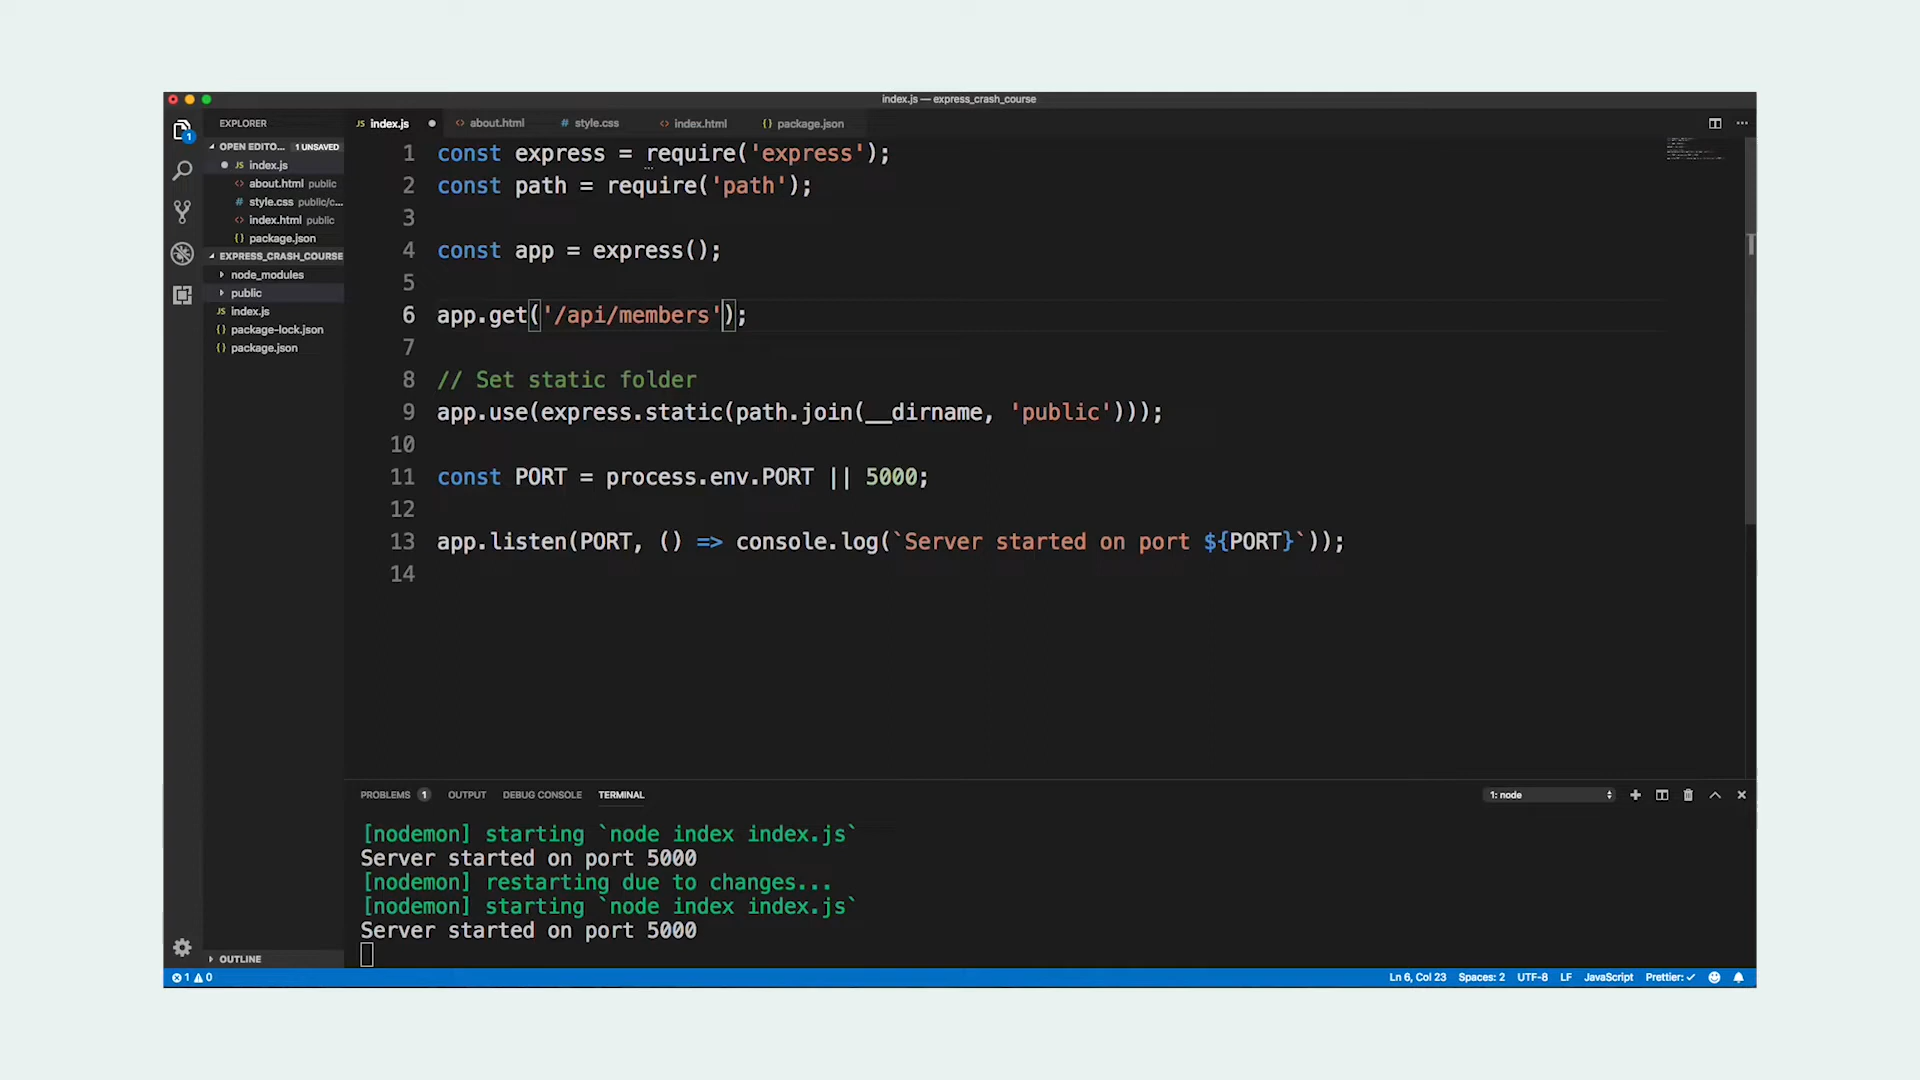 index.js — express_crash_course
EXPLORER
OPEN EDITO... 1 UNSAVED
JS index.js
<> about.html public
# style.css public/c...
<> index.html public
{} package.json
EXPRESS_CRASH_COURSE
node_modules
public
JS index.js
{} package-lock.json
{} package.json
OUTLINE
JS index.js <> about.html # style.css <> index.html {} package.json
1 const express = require('express');
2 const path = require('path');
3
4 const app = express();
5
6 app.get('/api/members');
7
8 // Set static folder
9 app.use(express.static(path.join(__dirname, 'public')));
10
11 const PORT = process.env.PORT || 5000;
12
13 app.listen(PORT, () => console.log(`Server started on port ${PORT}`));
14
PROBLEMS 1 OUTPUT DEBUG CONSOLE TERMINAL 1: node
[nodemon] starting `node index index.js`
Server started on port 5000
[nodemon] restarting due to changes...
[nodemon] starting `node index index.js`
Server started on port 5000
1 0 Ln 6, Col 23 Spaces: 2 UTF-8 LF JavaScript Prettier: ✓